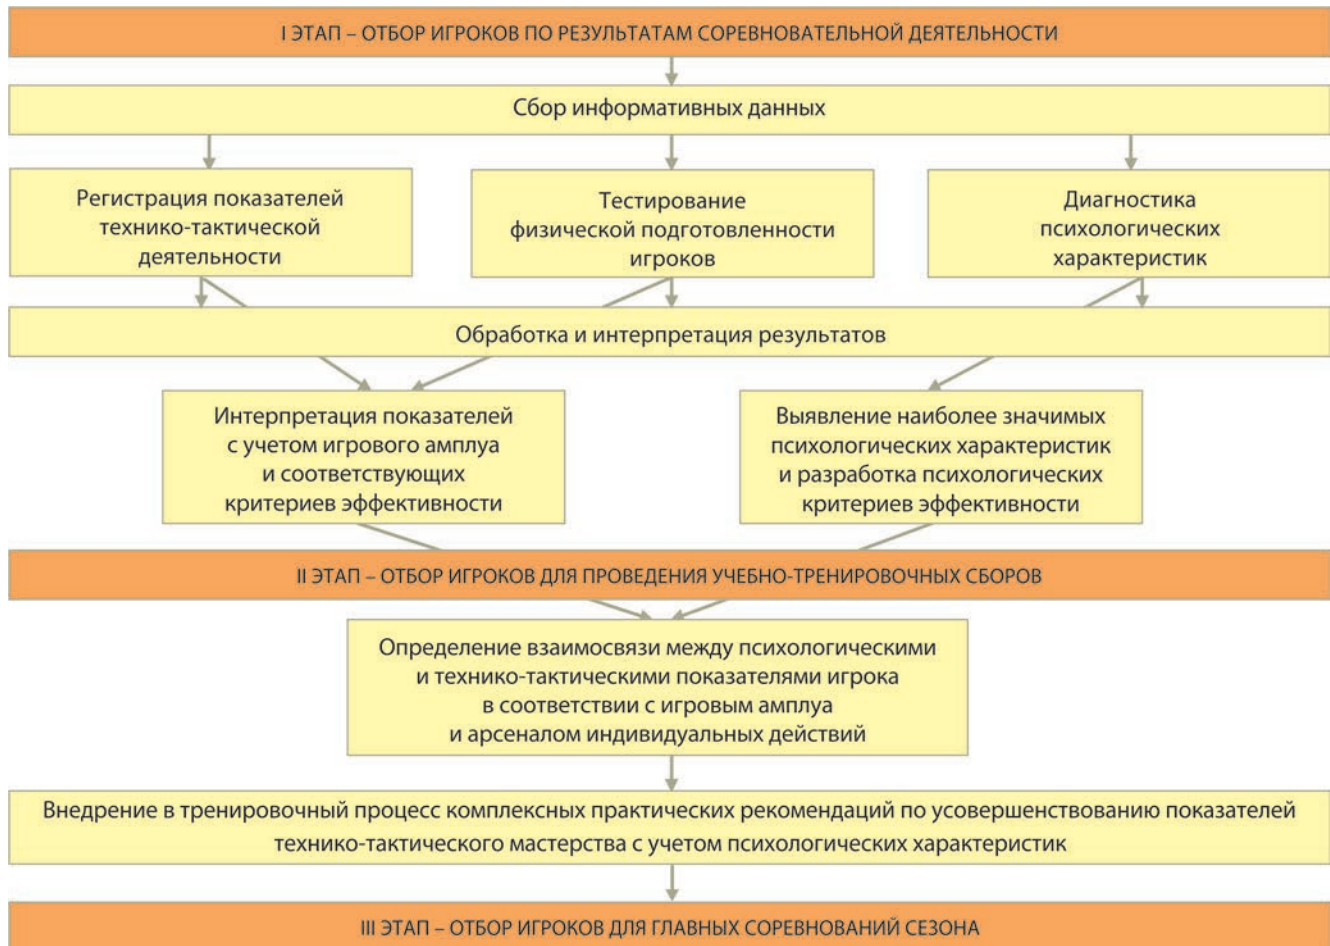 I ЭТАП – ОТБОР ИГРОКОВ ПО РЕЗУЛЬТАТАМ СОРЕВНОВАТЕЛЬНОЙ ДЕЯТЕЛЬНОСТИ
Сбор информативных данных
Регистрация показателей
технико-тактической
деятельности
Тестирование
физической подготовленности
игроков
Диагностика
психологических
характеристик
Обработка и интерпретация результатов
Интерпретация показателей
с учетом игрового амплуа
и соответствующих
критериев эффективности
Выявление наиболее значимых
психологических характеристик
и разработка психологических
критериев эффективности
II ЭТАП – ОТБОР ИГРОКОВ ДЛЯ ПРОВЕДЕНИЯ УЧЕБНО-ТРЕНИРОВОЧНЫХ СБОРОВ
Определение взаимосвязи между психологическими
и технико-тактическими показателями игрока
в соответствии с игровым амплуа
и арсеналом индивидуальных действий
Внедрение в тренировочный процесс комплексных практических рекомендаций по усовершенствованию показателей
технико-тактического мастерства с учетом психологических характеристик
III ЭТАП – ОТБОР ИГРОКОВ ДЛЯ ГЛАВНЫХ СОРЕВНОВАНИЙ СЕЗОНА